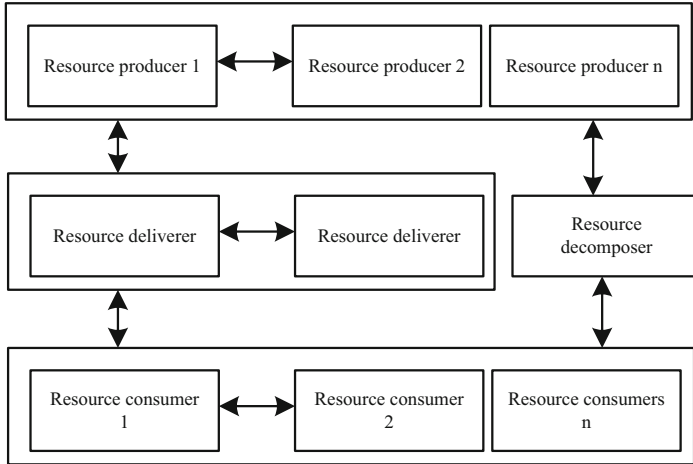 Resource producer 1
Resource producer 2
Resource producer n
Resource deliverer
Resource deliverer
Resource
decomposer
Resource consumer
1
Resource consumer
2
Resource consumers
n